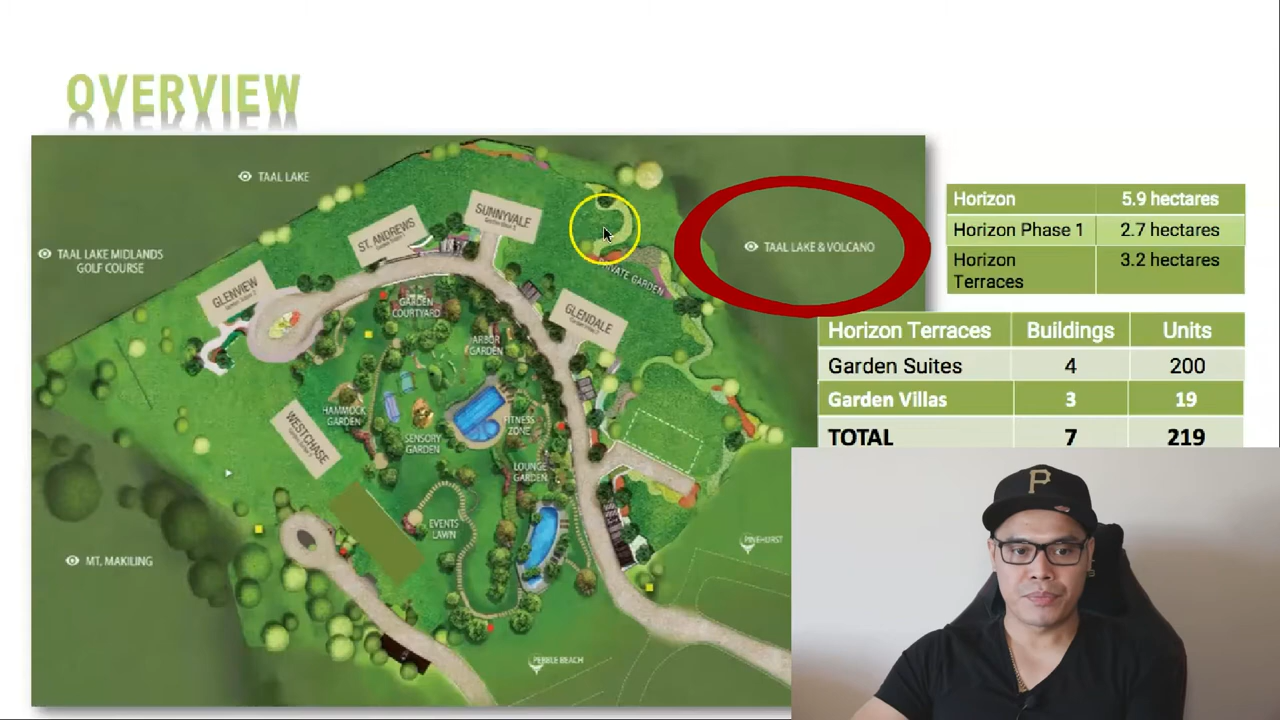 OVERVIEW
TAAL LAKE
TAAL LAKE MIDLANDS
GOLF COURSE
GLENVIEW
ST. ANDREWS
SUNNYVALE
TAAL LAKE & VOLCANO
PRIVATE GARDEN
GLENDALE
GARDEN
COURTYARD
ARBOR
GARDEN
HAMMOCK
GARDEN
SENSORY
GARDEN
FITNESS
ZONE
WESTCHASE
LOUNGE
GARDEN
EVENTS
LAWN
MT. MAKILING
PINEHURST
PEBBLE BEACH
Horizon 5.9 hectares
Horizon Phase 1 2.7 hectares
Horizon 3.2 hectares
Terraces
Horizon Terraces Buildings Units
Garden Suites 4 200
Garden Villas 3 19
TOTAL 7 219
P